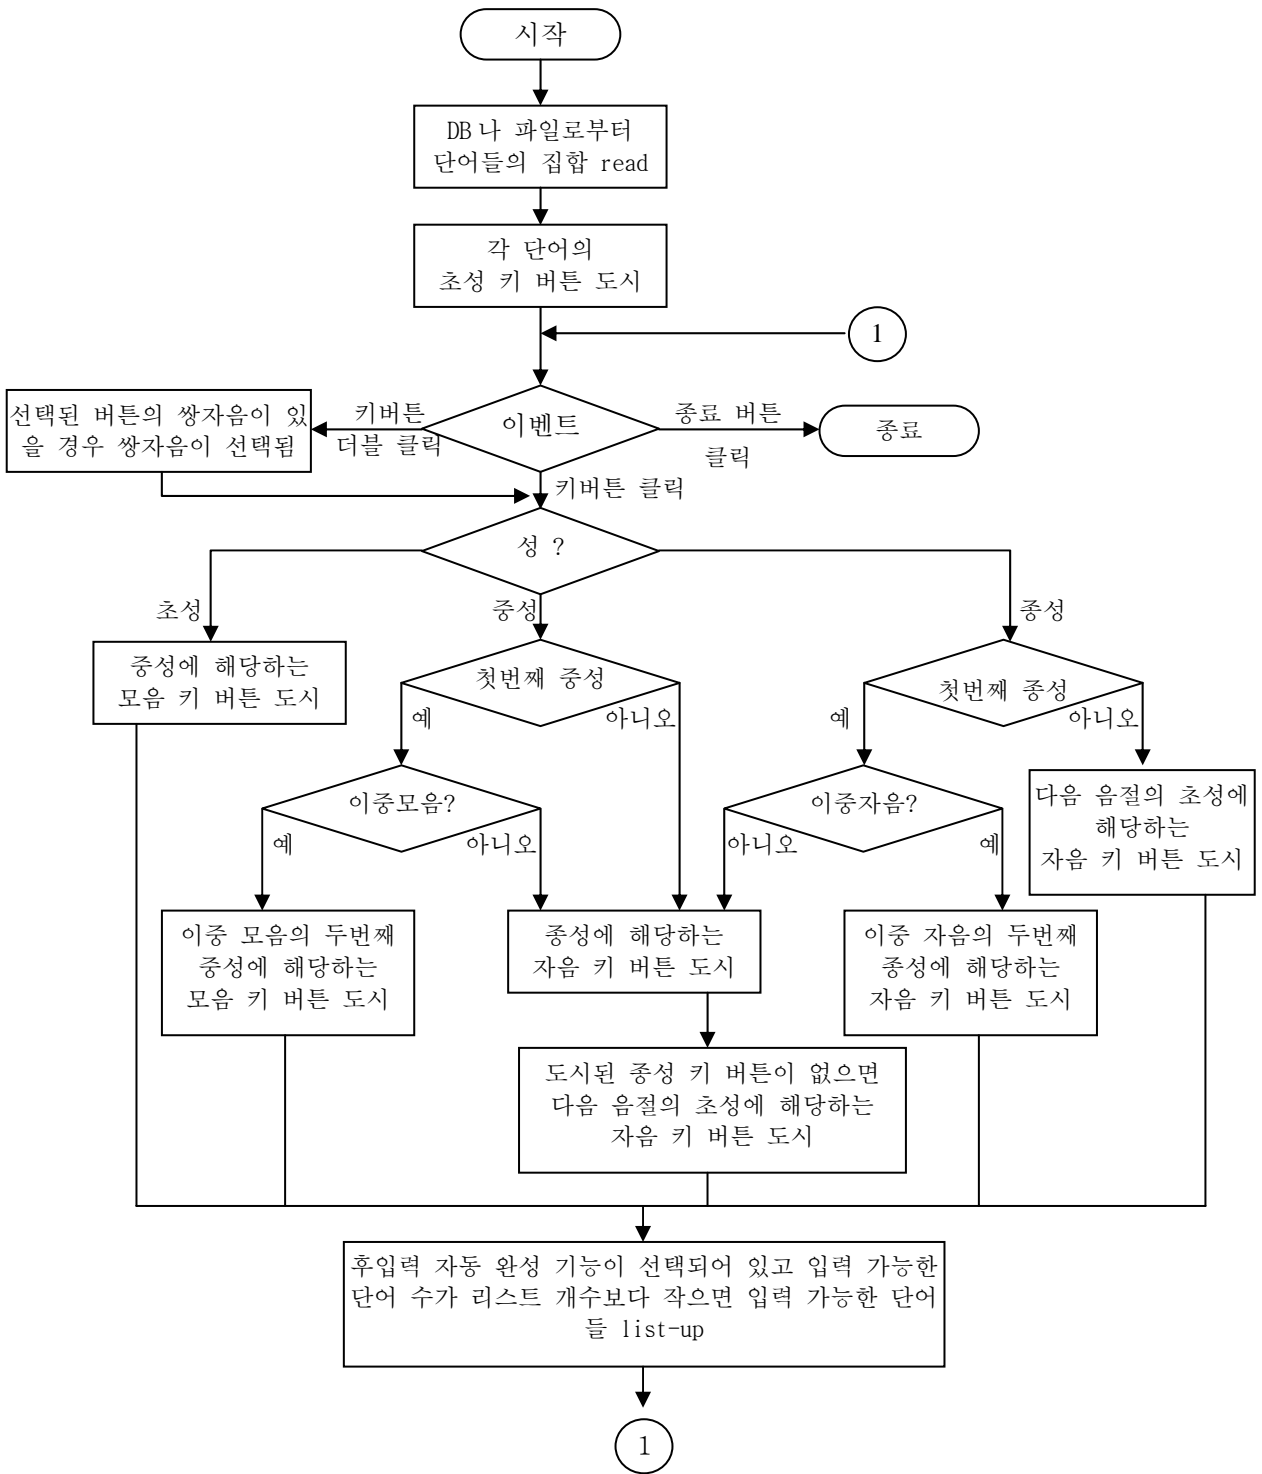 시작
DB나 파일로부터
단어들의 집합 read
각 단어의
초성 키 버튼 도시
1
선택된 버튼의 쌍자음이 있
을 경우 쌍자음이 선택됨
키버튼
더블 클릭
이벤트
종료 버튼
클릭
종료
키버튼 클릭
성 ?
초성
중성
종성
중성에 해당하는
모음 키 버튼 도시
첫번째 중성
첫번째 종성
예
아니오
예
아니오
이중모음?
이중자음?
다음 음절의 초성에
해당하는
자음 키 버튼 도시
예
아니오
아니오
예
이중 모음의 두번째
중성에 해당하는
모음 키 버튼 도시
종성에 해당하는
자음 키 버튼 도시
이중 자음의 두번째
종성에 해당하는
자음 키 버튼 도시
도시된 종성 키 버튼이 없으면
다음 음절의 초성에 해당하는
자음 키 버튼 도시
후입력 자동 완성 기능이 선택되어 있고 입력 가능한
단어 수가 리스트 개수보다 작으면 입력 가능한 단어
들 list-up
1